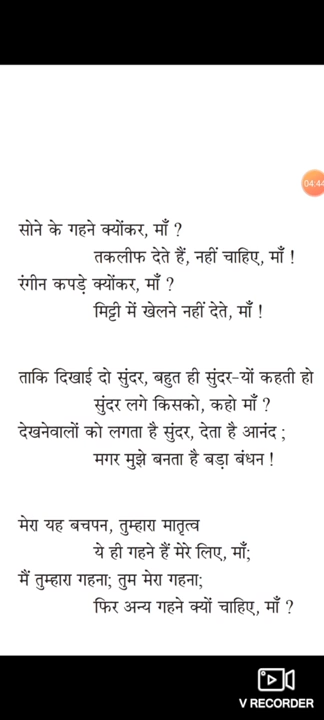 04:44
सोने के गहने क्योंकर, माँ ?
तकलीफ देते हैं, नहीं चाहिए, माँ !
रंगीन कपड़े क्योंकर, माँ ?
मिट्टी में खेलने नहीं देते, माँ !
ताकि दिखाई दो सुंदर, बहुत ही सुंदर-यों कहती हो
सुंदर लगे किसको, कहो माँ ?
देखनेवालों को लगता है सुंदर, देता है आनंद ;
मगर मुझे बनता है बड़ा बंधन !
मेरा यह बचपन, तुम्हारा मातृत्व
ये ही गहने हैं मेरे लिए, माँ;
मैं तुम्हारा गहना; तुम मेरा गहना;
फिर अन्य गहने क्यों चाहिए, माँ ?
V RECORDER